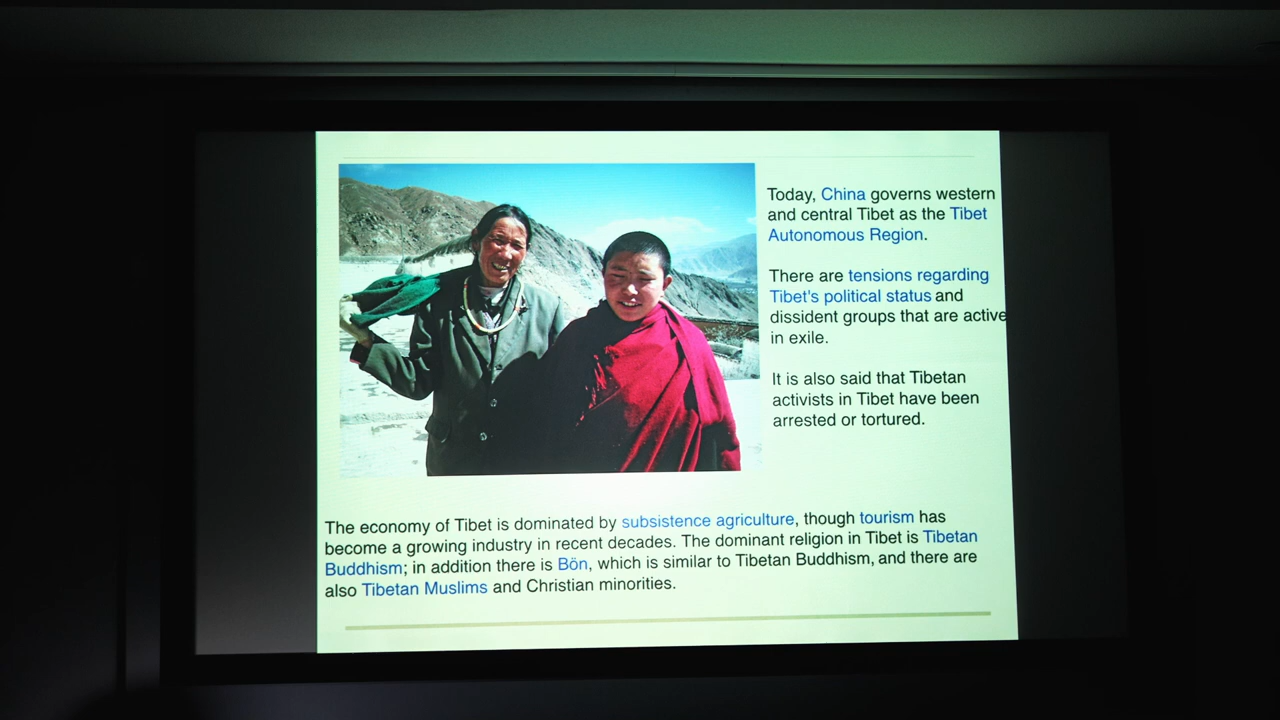 Today, China governs western
and central Tibet as the Tibet
Autonomous Region.
There are tensions regarding
Tibet's political status and
dissident groups that are active
in exile.
It is also said that Tibetan
activists in Tibet have been
arrested or tortured.
The economy of Tibet is dominated by subsistence agriculture, though tourism has
become a growing industry in recent decades. The dominant religion in Tibet is Tibetan
Buddhism; in addition there is Bön, which is similar to Tibetan Buddhism, and there are
also Tibetan Muslims and Christian minorities.